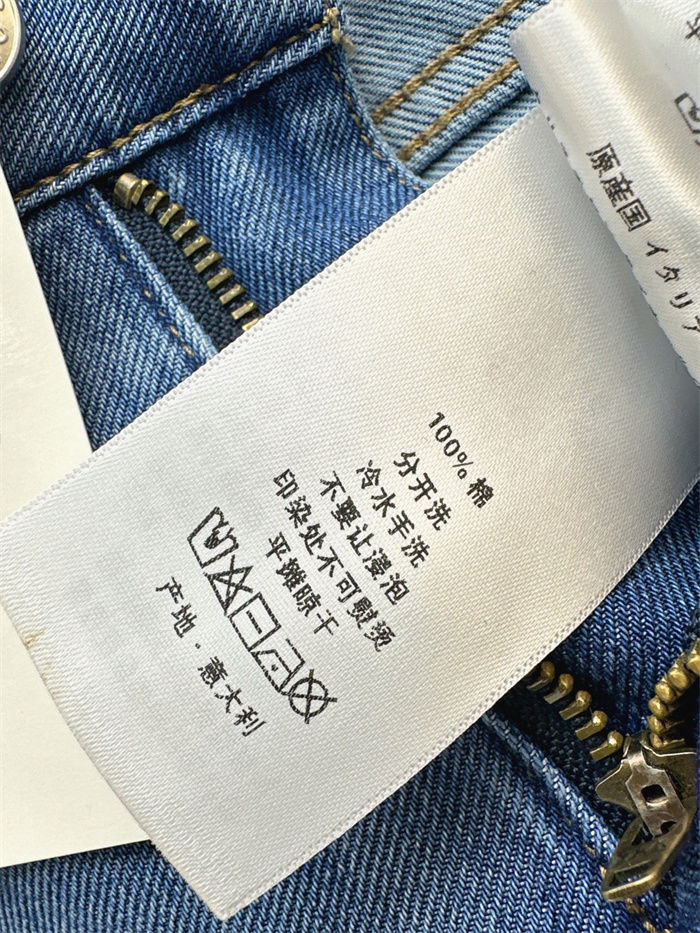 100% 棉
分开洗
冷水手洗
不要让浸泡
印染处不可熨烫
平摊晾干
产地·意大利
原産国 イタリア